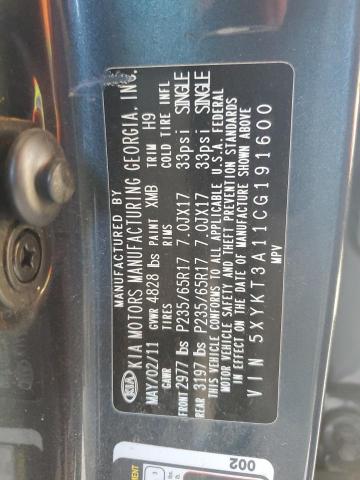 MANUFACTURED BY
KIA KIA MOTORS MANUFACTURING GEORGIA, INC.
MAY/02/11 GVWR 4828 lbs PAINT XMB TRIM H9
GAWR TIRES RIMS COLD TIRE INFL
FRONT 2977 lbs P235/65R17 7.0JX17 33psi SINGLE
REAR 3197 lbs P235/65R17 7.0JX17 33psi SINGLE
THIS VEHICLE CONFORMS TO ALL APPLICABLE U.S.A. FEDERAL
MOTOR VEHICLE SAFETY AND THEFT PREVENTION STANDARDS
IN EFFECT ON THE DATE OF MANUFACTURE SHOWN ABOVE
VIN 5XYKT3A11CG191600
MPV
002